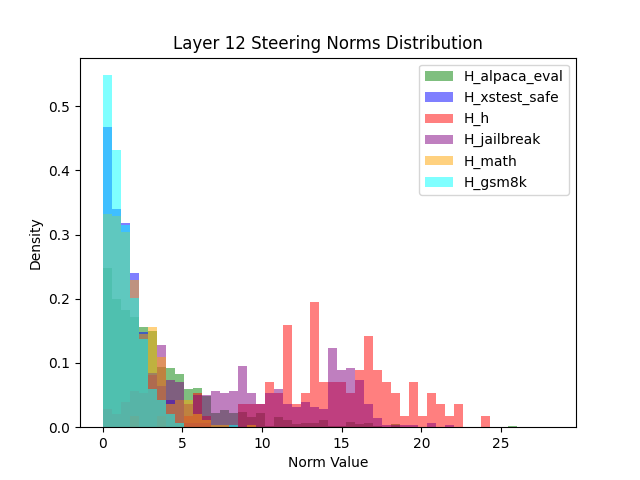 Layer 12 Steering Norms Distribution
H_alpaca_eval
H_xstest_safe
H_h
H_jailbreak
H_math
H_gsm8k
Density
0.5
0.4
0.3
0.2
0.1
0.0
0 5 10 15 20 25
Norm Value